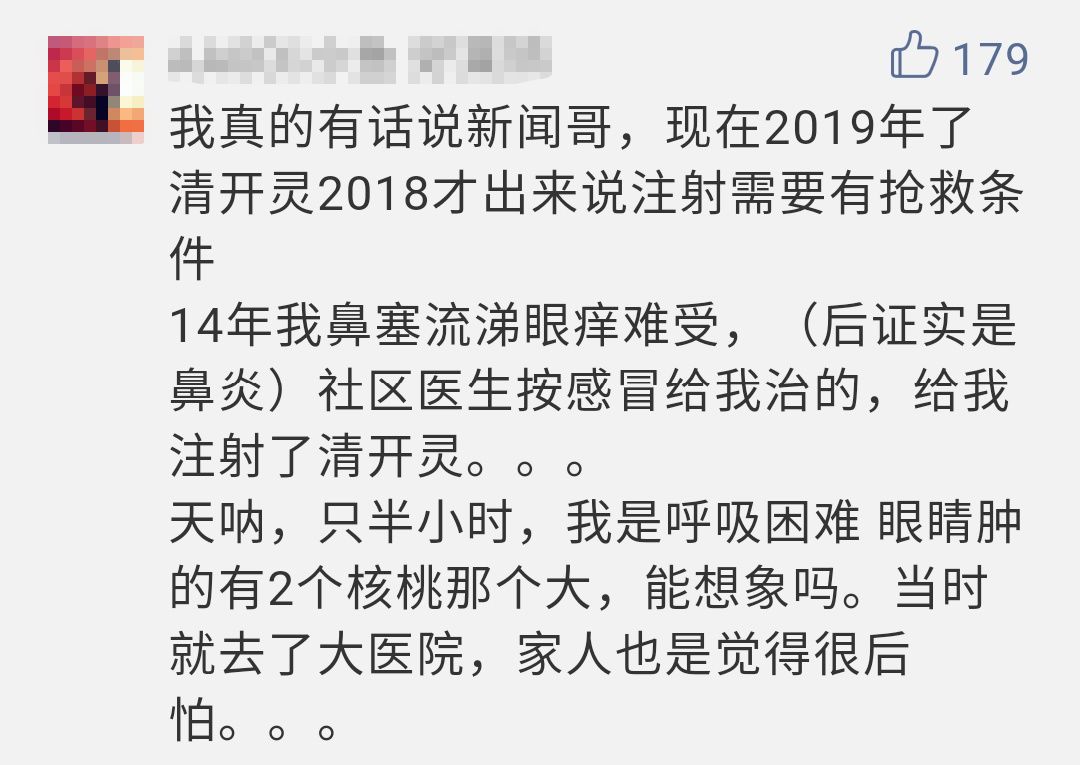 179
我真的有话说新闻哥，现在2019年了
清开灵2018才出来说注射需要有抢救条
件
14年我鼻塞流涕眼痒难受，（后证实是
鼻炎）社区医生按感冒给我治的，给我
注射了清开灵。。。
天呐，只半小时，我是呼吸困难 眼睛肿
的有2个核桃那个大，能想象吗。当时
就去了大医院，家人也是觉得很后
怕。。。